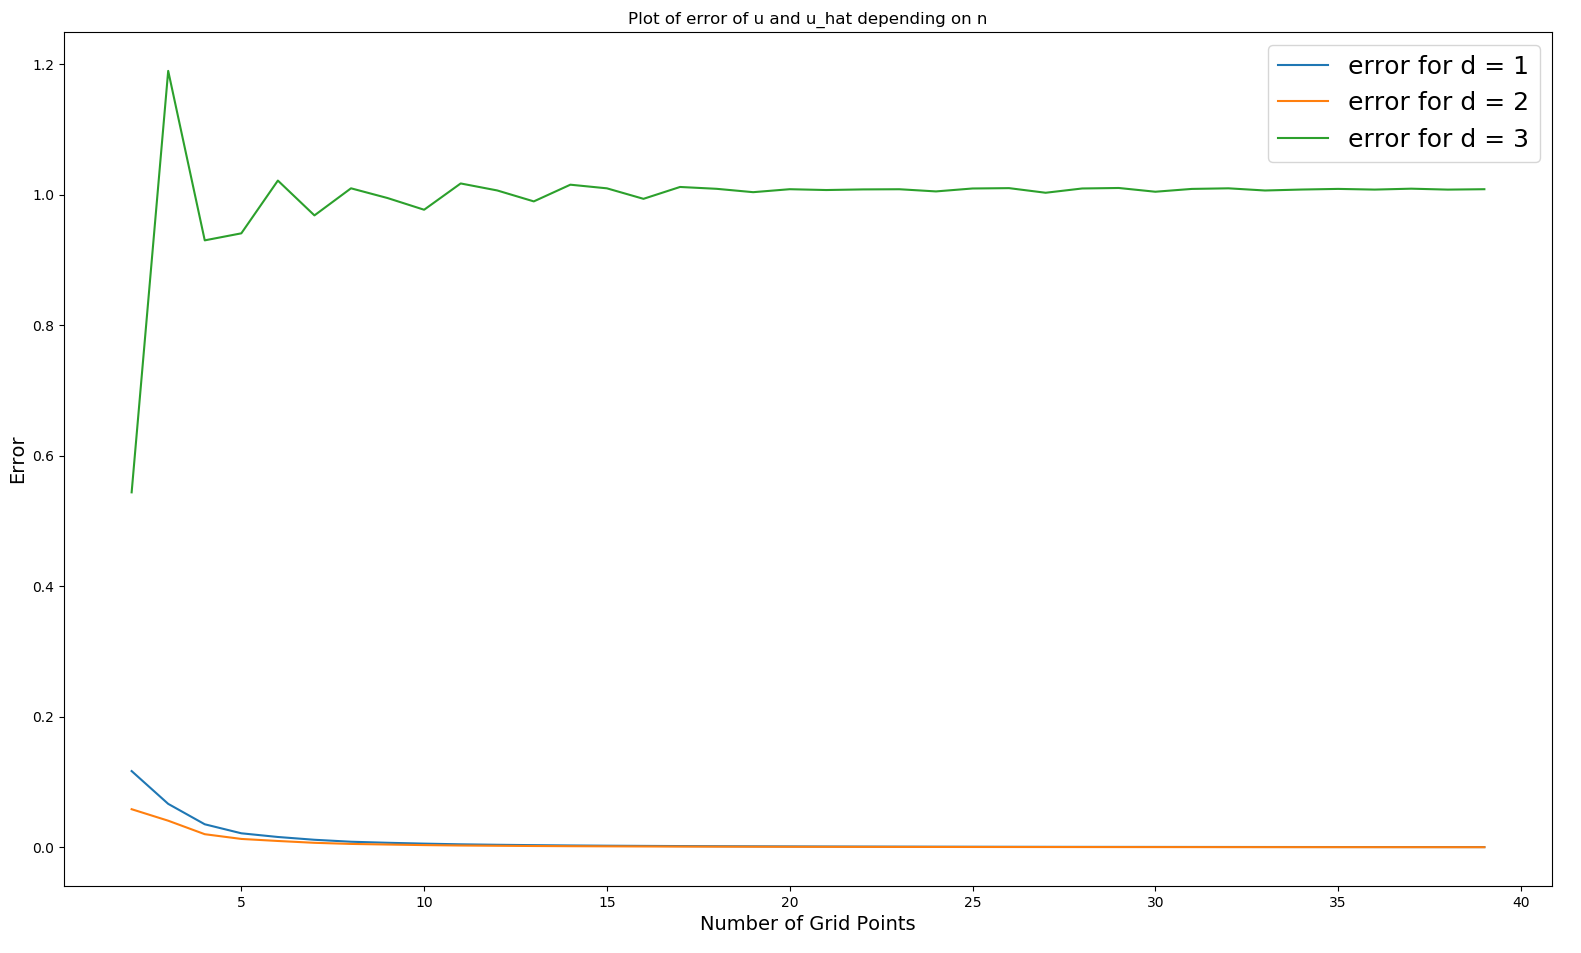 Plot of error of u and u_hat depending on n
error for d = 1
error for d = 2
error for d = 3
1.2
1.0
0.8
0.6
0.4
0.2
0.0
Error
5
10
15
20
25
30
35
40
Number of Grid Points